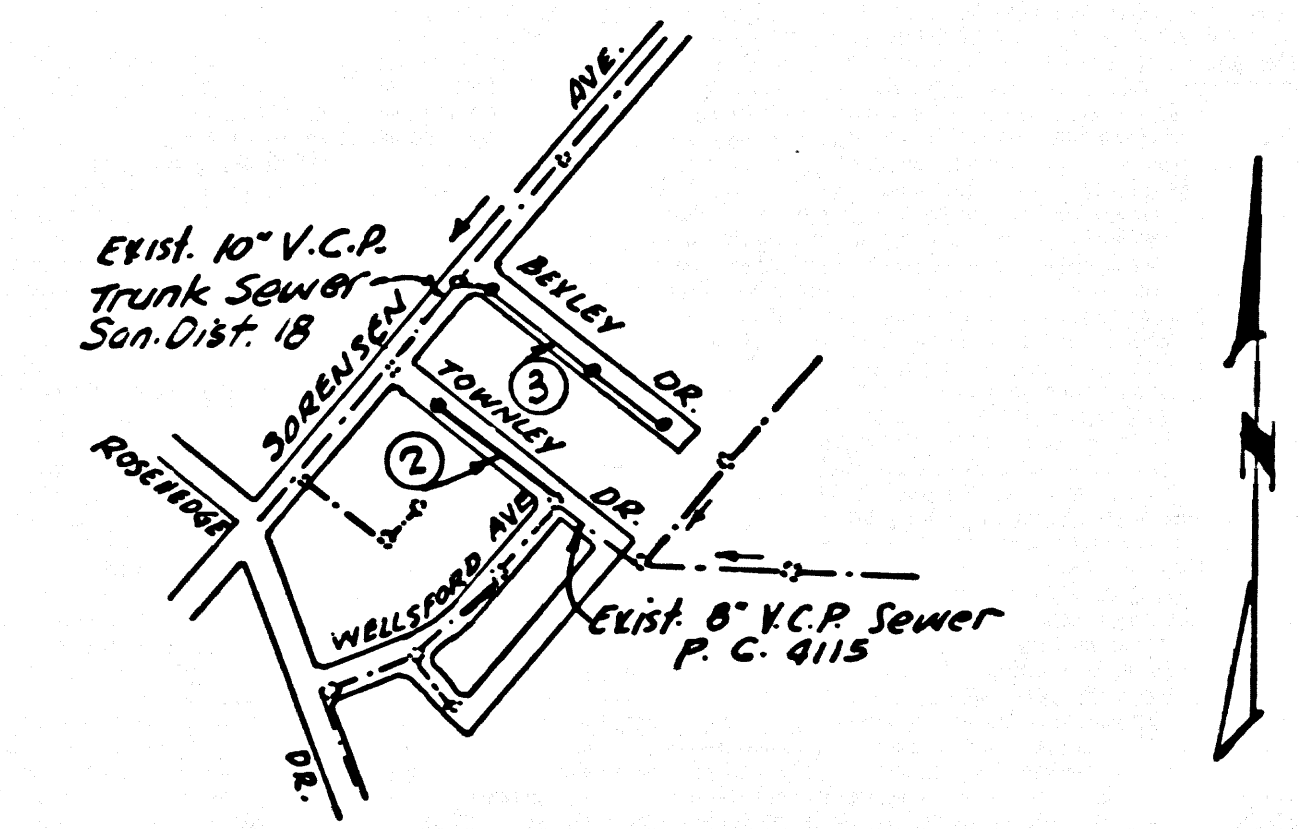 AVE.
Exist. 10" V.C.P.
Trunk Sewer
San. Dist. 18
BEXLEY
DR.
SORENSEN
TOWNLEY
DR.
3
2
ROSEHEDGE
WELLSFORD AVE
Exist. 8" V.C.P. Sewer
P. C. 4115
DR.
N